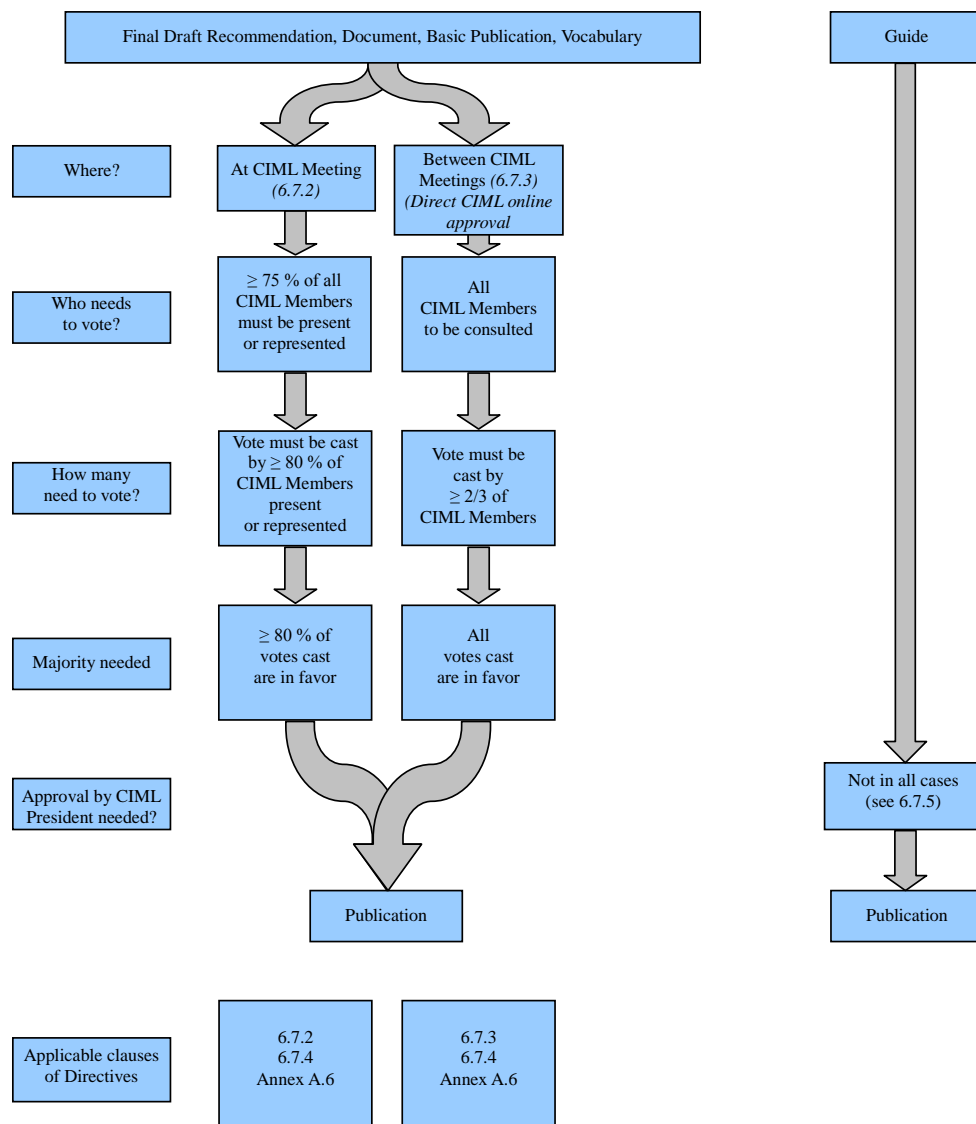 Final Draft Recommendation, Document, Basic Publication, Vocabulary
Guide
Where?
At CIML Meeting
(6.7.2)
Between CIML
Meetings (6.7.3)
(Direct CIML online
approval
Who needs
to vote?
≥ 75 % of all
CIML Members
must be present
or represented
All
CIML Members
to be consulted
How many
need to vote?
Vote must be cast
by ≥ 80 % of
CIML Members
present
or represented
Vote must be
cast by
≥ 2/3 of
CIML Members
Majority needed
≥ 80 % of
votes cast
are in favor
All
votes cast
are in favor
Approval by CIML
President needed?
Not in all cases
(see 6.7.5)
Publication
Publication
Applicable clauses
of Directives
6.7.2
6.7.4
Annex A.6
6.7.3
6.7.4
Annex A.6